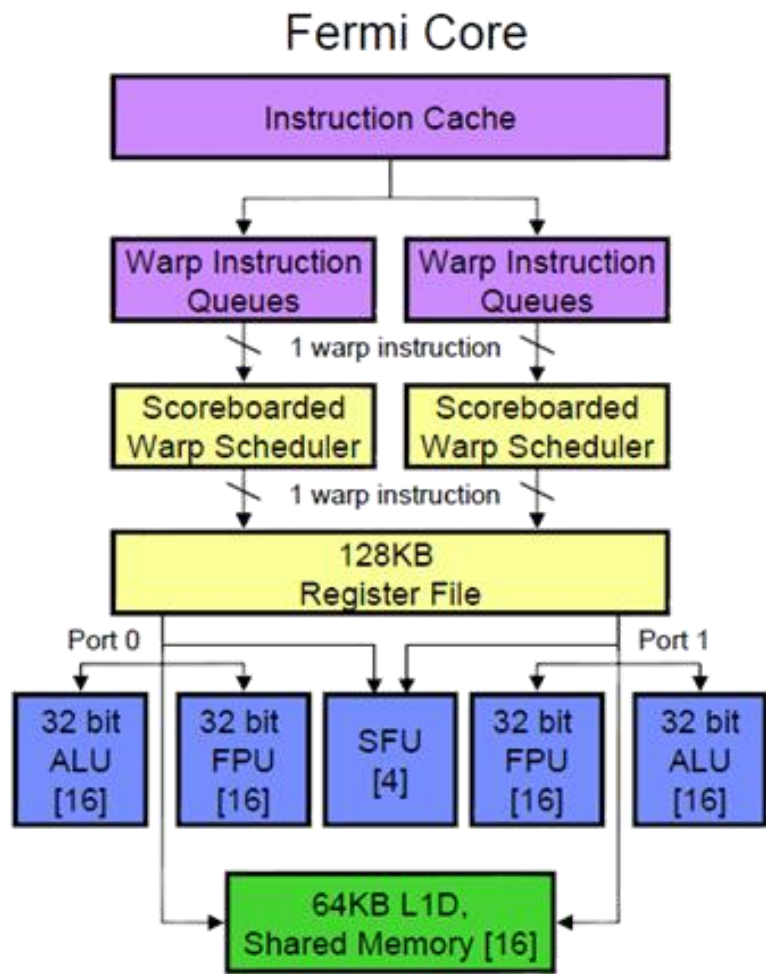 Fermi Core
Instruction Cache
Warp Instruction
Queues
Warp Instruction
Queues
1 warp instruction
Scoreboarded
Warp Scheduler
Scoreboarded
Warp Scheduler
1 warp instruction
128KB
Register File
Port 0
Port 1
32 bit
ALU
[16]
32 bit
FPU
[16]
SFU
[4]
32 bit
FPU
[16]
32 bit
ALU
[16]
64KB L1D,
Shared Memory [16]